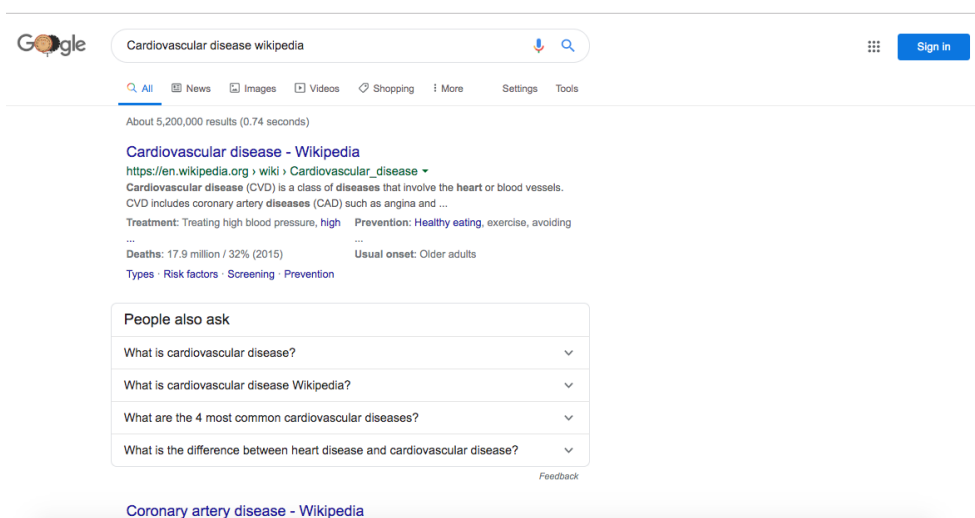 Google
Cardiovascular disease wikipedia
Sign in
All News Images Videos Shopping More Settings Tools
About 5,200,000 results (0.74 seconds)
Cardiovascular disease - Wikipedia
https://en.wikipedia.org › wiki › Cardiovascular_disease
Cardiovascular disease (CVD) is a class of diseases that involve the heart or blood vessels.
CVD includes coronary artery diseases (CAD) such as angina and ...
Treatment: Treating high blood pressure, high Prevention: Healthy eating, exercise, avoiding
... ...
Deaths: 17.9 million / 32% (2015) Usual onset: Older adults
Types · Risk factors · Screening · Prevention
People also ask
What is cardiovascular disease?
What is cardiovascular disease Wikipedia?
What are the 4 most common cardiovascular diseases?
What is the difference between heart disease and cardiovascular disease?
Feedback
Coronary artery disease - Wikipedia